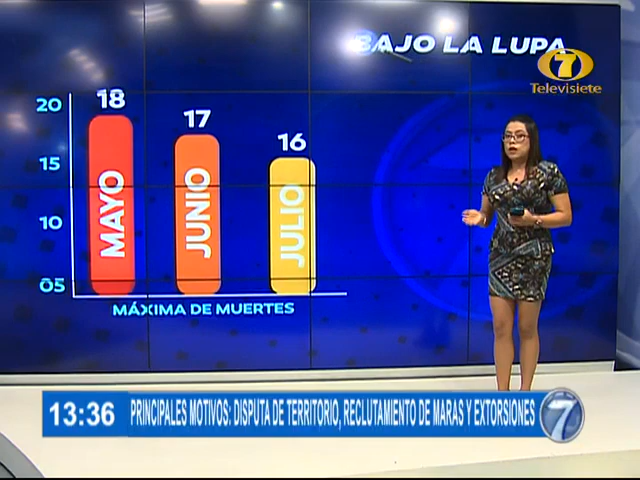 BAJO LA LUPA
7
Televisiete
20
15
10
05
18
17
16
MAYO
JUNIO
JULIO
MÁXIMA DE MUERTES
13:36
PRINCIPALES MOTIVOS: DISPUTA DE TERRITORIO, RECLUTAMIENTO DE MARAS Y EXTORSIONES
7